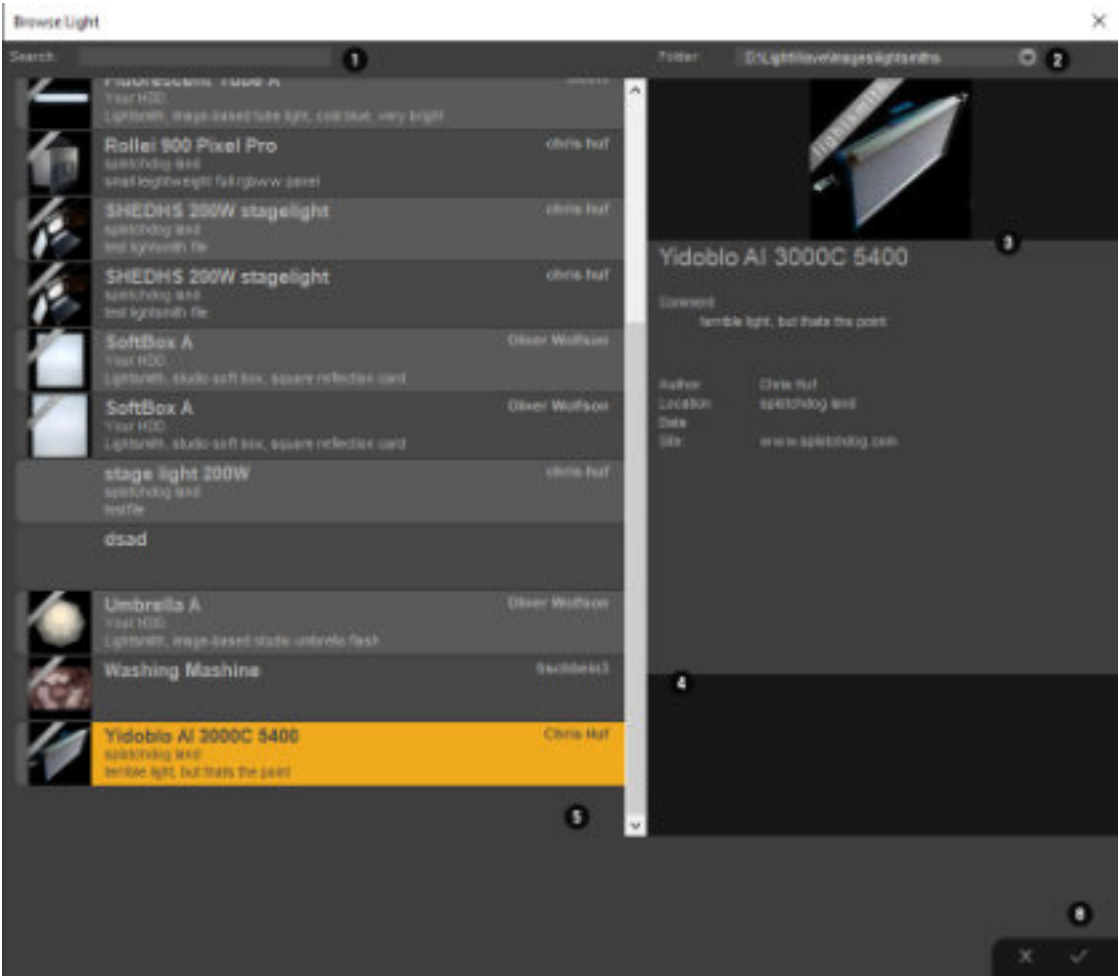 Browse Light
Search:
1
Folder:
2
Fluorescent Tube A
Your HDD
Lightsmith, image-based tube light, cold blue, very bright
Rollei 900 Pixel Pro
chris huf
splotchdog land
small leightweight full rgbww panel
SHEDHS 200W stagelight
chris huf
splotchdog land
test lightsmith file
SHEDHS 200W stagelight
chris huf
splotchdog land
test lightsmith file
SoftBox A
Oliver Wolfson
Your HDD
Lightsmith, studio soft box, square reflection card
SoftBox A
Oliver Wolfson
Your HDD
Lightsmith, studio soft box, square reflection card
stage light 200W
chris huf
splotchdog land
testfile
dsad
Umbrella A
Oliver Wolfson
Your HDD
Lightsmith, image-based studio umbrella flash
Washing Mashine
Yidoblo AI 3000C 5400
Chris Huf
splotchdog land
terrible light, but thats the point
5
lightsmith
3
Yidoblo AI 3000C 5400
Comment
terrible light, but thats the point
Author
Chris Huf
Location
splotchdog land
Date
Site:
4